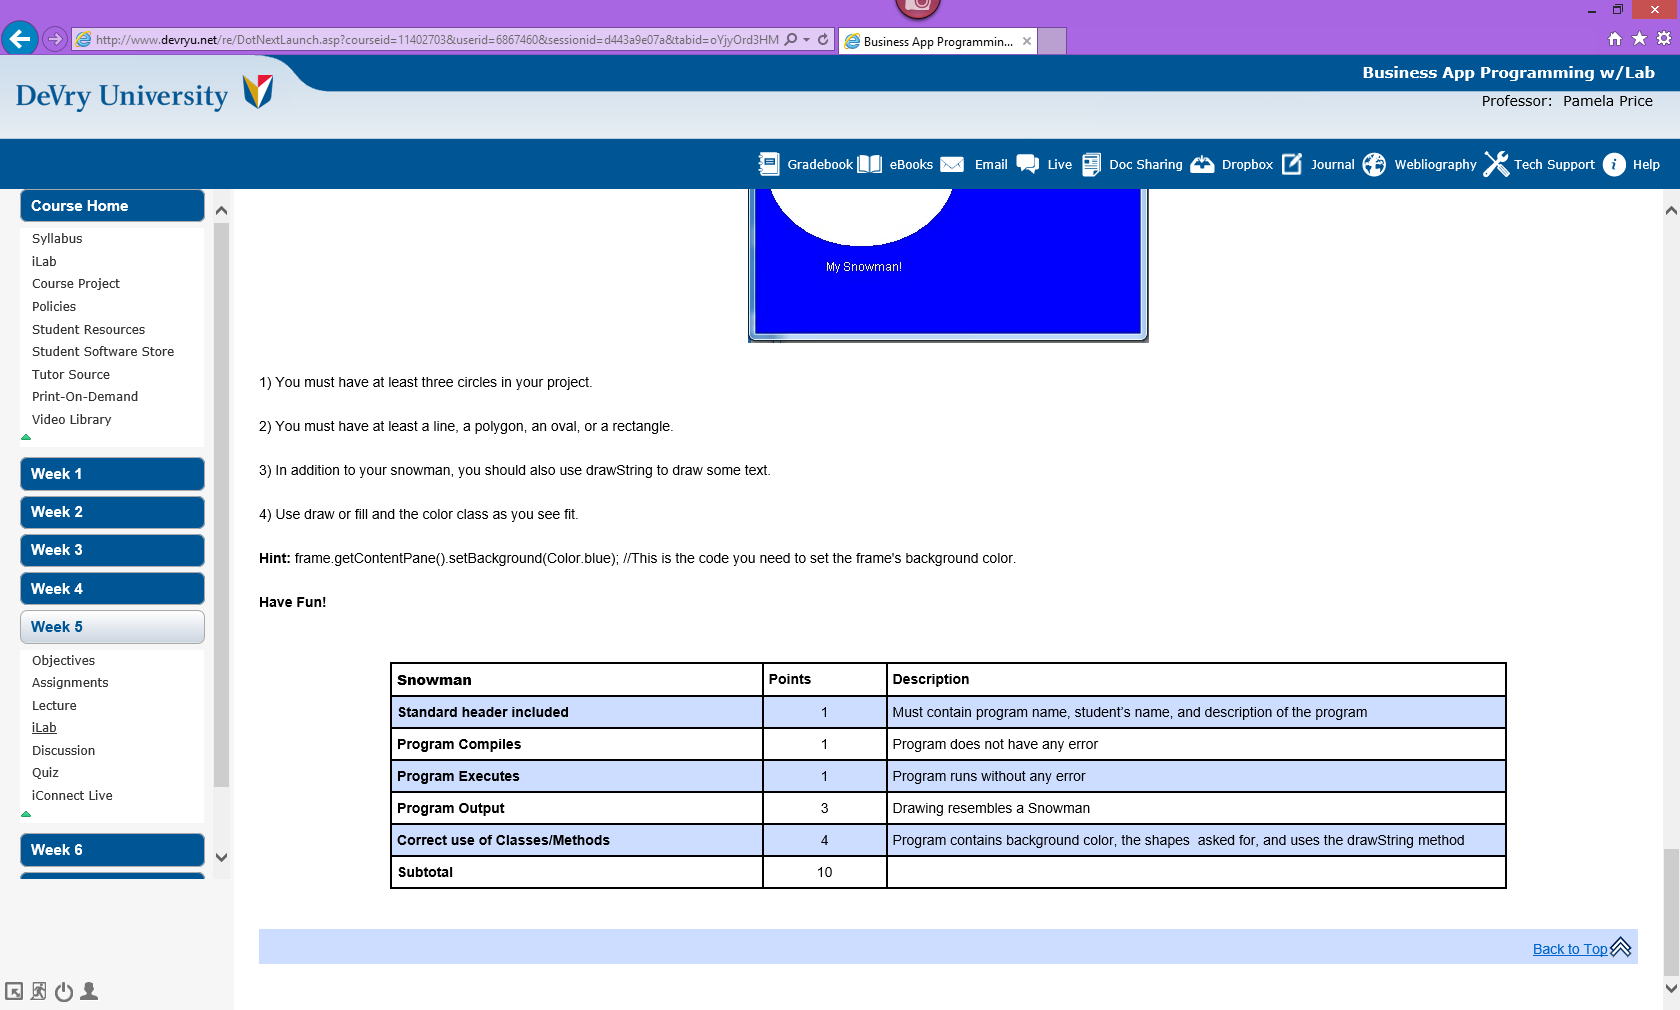 http://www.devryu.net/re/DotNextLaunch.asp?courseid=11402703&userid=6867460&sessionid=d443a9e07a&tabid=oYjyOrd3HM
Business App Programmin...
DeVry University
Business App Programming w/Lab
Professor: Pamela Price
Gradebook eBooks Email Live Doc Sharing Dropbox Journal Webliography Tech Support Help
Course Home
Syllabus
iLab
Course Project
Policies
Student Resources
Student Software Store
Tutor Source
Print-On-Demand
Video Library
Week 1
Week 2
Week 3
Week 4
Week 5
Objectives
Assignments
Lecture
iLab
Discussion
Quiz
iConnect Live
Week 6
My Snowman!
1) You must have at least three circles in your project.
2) You must have at least a line, a polygon, an oval, or a rectangle.
3) In addition to your snowman, you should also use drawString to draw some text.
4) Use draw or fill and the color class as you see fit.
Hint: frame.getContentPane().setBackground(Color.blue); //This is the code you need to set the frame's background color.
Have Fun!
Snowman Points Description
Standard header included 1 Must contain program name, student's name, and description of the program
Program Compiles 1 Program does not have any error
Program Executes 1 Program runs without any error
Program Output 3 Drawing resembles a Snowman
Correct use of Classes/Methods 4 Program contains background color, the shapes  asked for, and uses the drawString method
Subtotal 10
Back to Top